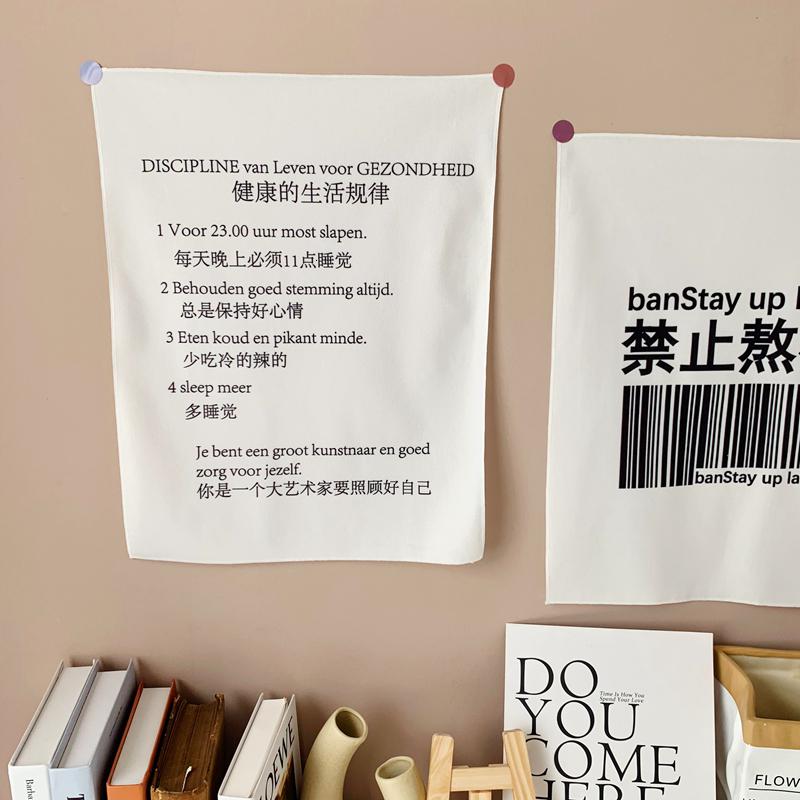 DISCIPLINE van Leven voor GEZONDHEID
健康的生活规律
1 Voor 23.00 uur most slapen.
每天晚上必须11点睡觉
2 Behouden goed stemming altijd.
总是保持好心情
3 Eten koud en pikant minde.
少吃冷的辣的
4 sleep meer
多睡觉
Je bent een groot kunstnaar en goed
zorg voor jezelf.
你是一个大艺术家要照顾好自己
banStay up
禁止熬
banStay up
DO
Time Is How You
Spend Your Love
YOU
COME
HERE
LOEWE
FLOW